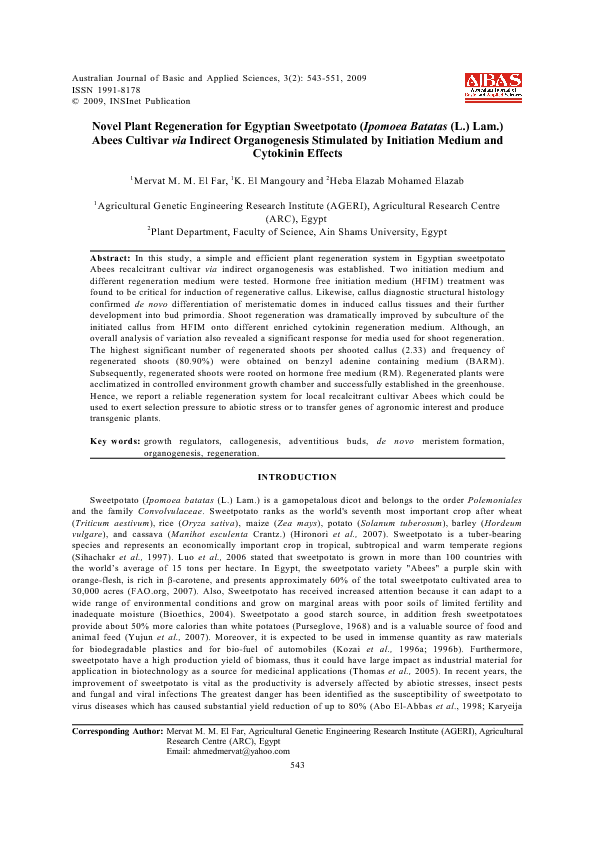 Australian Journal of Basic and Applied Sciences, 3(2): 543-551, 2009
ISSN 1991-8178
© 2009, INSInet Publication
AJBAS
Australian Journal of
Basic and Applied Sciences
Novel Plant Regeneration for Egyptian Sweetpotato (Ipomoea Batatas (L.) Lam.)
Abees Cultivar via Indirect Organogenesis Stimulated by Initiation Medium and
Cytokinin Effects
1Mervat M. M. El Far, 1K. El Mangoury and 2Heba Elazab Mohamed Elazab
1Agricultural Genetic Engineering Research Institute (AGERI), Agricultural Research Centre
(ARC), Egypt
2Plant Department, Faculty of Science, Ain Shams University, Egypt
Abstract: In this study, a simple and efficient plant regeneration system in Egyptian sweetpotato
Abees recalcitrant cultivar via indirect organogenesis was established. Two initiation medium and
different regeneration medium were tested. Hormone free initiation medium (HFIM) treatment was
found to be critical for induction of regenerative callus. Likewise, callus diagnostic structural histology
confirmed de novo differentiation of meristematic domes in induced callus tissues and their further
development into bud primordia. Shoot regeneration was dramatically improved by subculture of the
initiated callus from HFIM onto different enriched cytokinin regeneration medium. Although, an
overall analysis of variation also revealed a significant response for media used for shoot regeneration.
The highest significant number of regenerated shoots per shooted callus (2.33) and frequency of
regenerated shoots (80.90%) were obtained on benzyl adenine containing medium (BARM).
Subsequently, regenerated shoots were rooted on hormone free medium (RM). Regenerated plants were
acclimatized in controlled environment growth chamber and successfully established in the greenhouse.
Hence, we report a reliable regeneration system for local recalcitrant cultivar Abees which could be
used to exert selection pressure to abiotic stress or to transfer genes of agronomic interest and produce
transgenic plants.
Key words: growth regulators, callogenesis, adventitious buds, de novo meristem formation,
organogenesis, regeneration.
INTRODUCTION
Sweetpotato (Ipomoea batatas (L.) Lam.) is a gamopetalous dicot and belongs to the order Polemoniales
and the family Convolvulaceae. Sweetpotato ranks as the world's seventh most important crop after wheat
(Triticum aestivum), rice (Oryza sativa), maize (Zea mays), potato (Solanum tuberosum), barley (Hordeum
vulgare), and cassava (Manihot esculenta Crantz.) (Hironori et al., 2007). Sweetpotato is a tuber-bearing
species and represents an economically important crop in tropical, subtropical and warm temperate regions
(Sihachakr et al., 1997). Luo et al., 2006 stated that sweetpotato is grown in more than 100 countries with
the world's average of 15 tons per hectare. In Egypt, the sweetpotato variety "Abees" a purple skin with
orange-flesh, is rich in β-carotene, and presents approximately 60% of the total sweetpotato cultivated area to
30,000 acres (FAO.org, 2007). Also, Sweetpotato has received increased attention because it can adapt to a
wide range of environmental conditions and grow on marginal areas with poor soils of limited fertility and
inadequate moisture (Bioethics, 2004). Sweetpotato a good starch source, in addition fresh sweetpotatoes
provide about 50% more calories than white potatoes (Purseglove, 1968) and is a valuable source of food and
animal feed (Yujun et al., 2007). Moreover, it is expected to be used in immense quantity as raw materials
for biodegradable plastics and for bio-fuel of automobiles (Kozai et al., 1996a; 1996b). Furthermore,
sweetpotato have a high production yield of biomass, thus it could have large impact as industrial material for
application in biotechnology as a source for medicinal applications (Thomas et al., 2005). In recent years, the
improvement of sweetpotato is vital as the productivity is adversely affected by abiotic stresses, insect pests
and fungal and viral infections The greatest danger has been identified as the susceptibility of sweetpotato to
virus diseases which has caused substantial yield reduction of up to 80% (Abo El-Abbas et al., 1998; Karyeija
Corresponding Author: Mervat M. M. El Far, Agricultural Genetic Engineering Research Institute (AGERI), Agricultural
Research Centre (ARC), Egypt
Email: ahmedmervat@yahoo.com
543